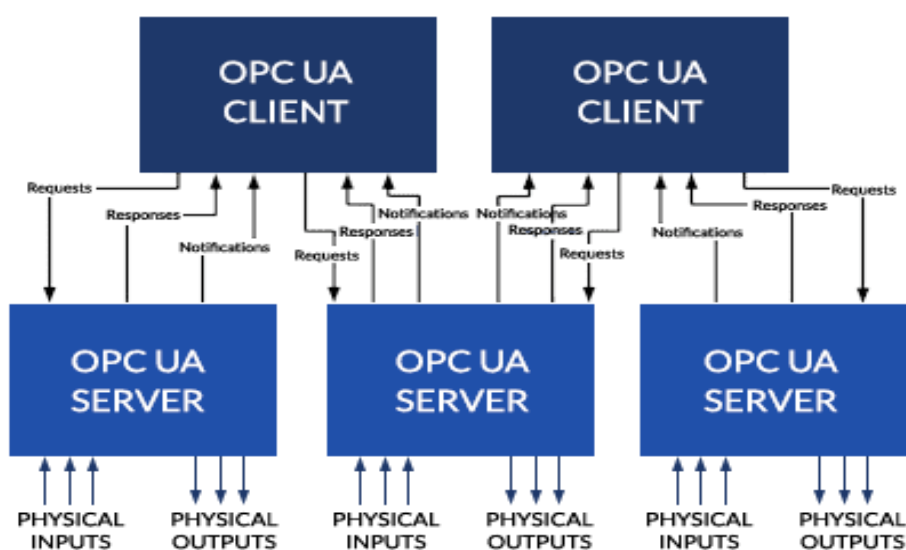 OPC UA
CLIENT
OPC UA
CLIENT
Requests
Responses
Notifications
Notifications
Responses
Requests
Notifications
Responses
Requests
Requests
Responses
Notifications
OPC UA
SERVER
OPC UA
SERVER
OPC UA
SERVER
PHYSICAL
INPUTS
PHYSICAL
OUTPUTS
PHYSICAL
INPUTS
PHYSICAL
OUTPUTS
PHYSICAL
INPUTS
PHYSICAL
OUTPUTS